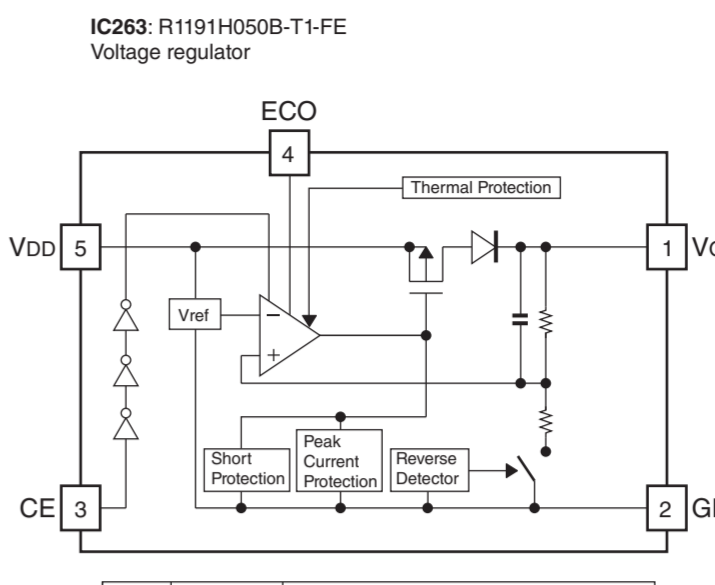 IC263: R1191H050B-T1-FE
Voltage regulator
ECO
4
Thermal Protection
VDD 5
1
Vref
−
+
Short
Protection
Peak
Current
Protection
Reverse
Detector
CE 3
2